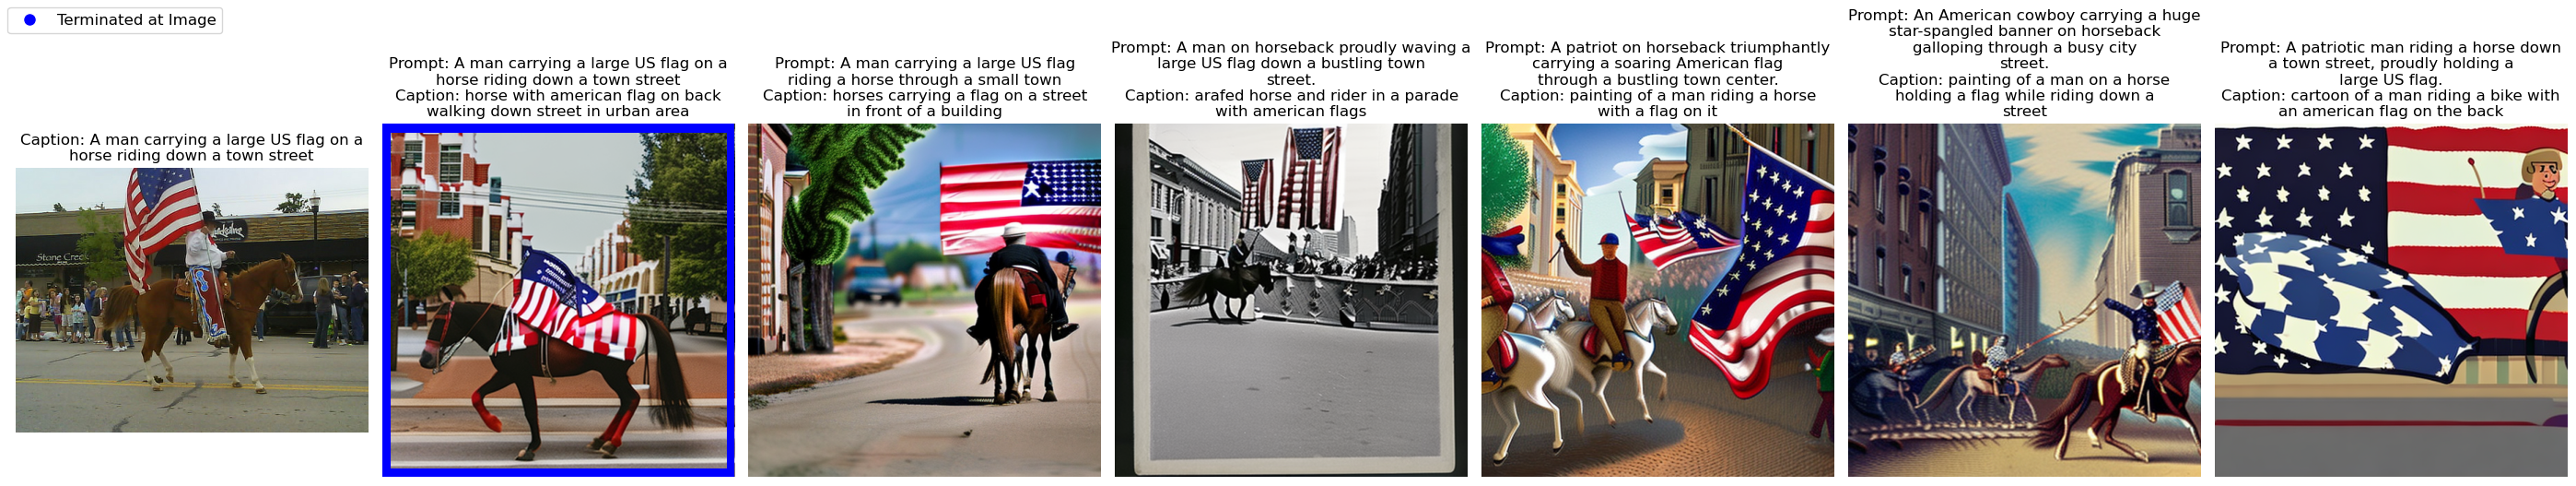 Terminated at Image
Caption: A man carrying a large US flag on a
horse riding down a town street
Stone Creek
Prompt: A man carrying a large US flag on a
horse riding down a town street
Caption: horse with american flag on back
walking down street in urban area
Prompt: A man carrying a large US flag
riding a horse through a small town
Caption: horses carrying a flag on a street
in front of a building
Prompt: A man on horseback proudly waving a
large US flag down a bustling town
street.
Caption: arafed horse and rider in a parade
with american flags
Prompt: A patriot on horseback triumphantly
carrying a soaring American flag
through a bustling town center.
Caption: painting of a man riding a horse
with a flag on it
Prompt: An American cowboy carrying a huge
star-spangled banner on horseback
galloping through a busy city
street.
Caption: painting of a man on a horse
holding a flag while riding down a
street
Prompt: A patriotic man riding a horse down
a town street, proudly holding a
large US flag.
Caption: cartoon of a man riding a bike with
an american flag on the back